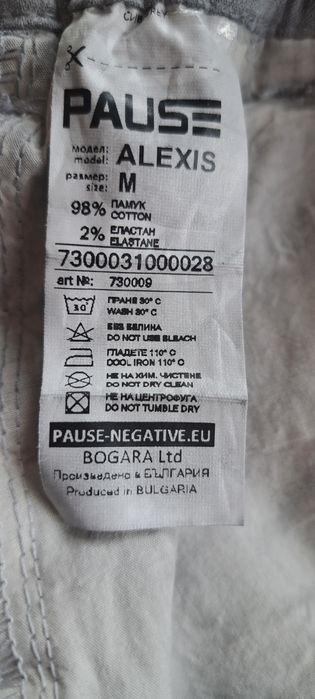 PAUSE
модел:
model: ALEXIS
размер:
size: M
98% ПАМУК
COTTON
2% ЕЛАСТАН
ELASTANE
7300031000028
art №: 730009
30°
ПРАНЕ 30° C
WASH 30° C
БЕЗ БЕЛИНА
DO NOT USE BLEACH
ГЛАДЕТЕ 110° C
COOL IRON 110° C
НЕ НА ХИМ. ЧИСТЕНЕ
DO NOT DRY CLEAN
НЕ НА ЦЕНТРОФУГА
DO NOT TUMBLE DRY
PAUSE-NEGATIVE.EU
BOGARA Ltd
Произведено в БЪЛГАРИЯ
Produced in BULGARIA